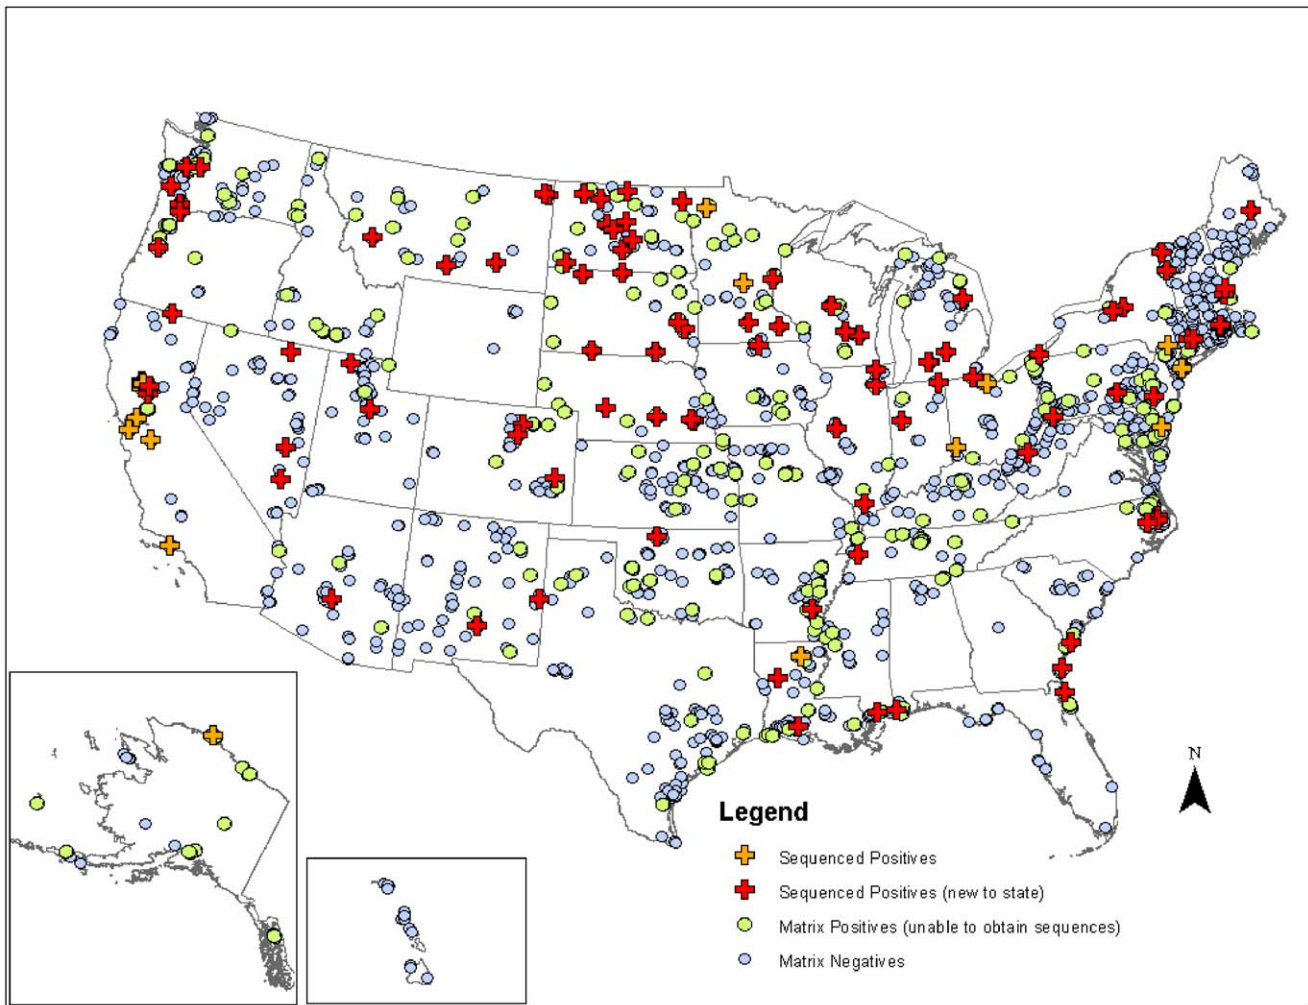 N
Legend
Sequenced Positives
Sequenced Positives (new to state)
Matrix Positives (unable to obtain sequences)
Matrix Negatives